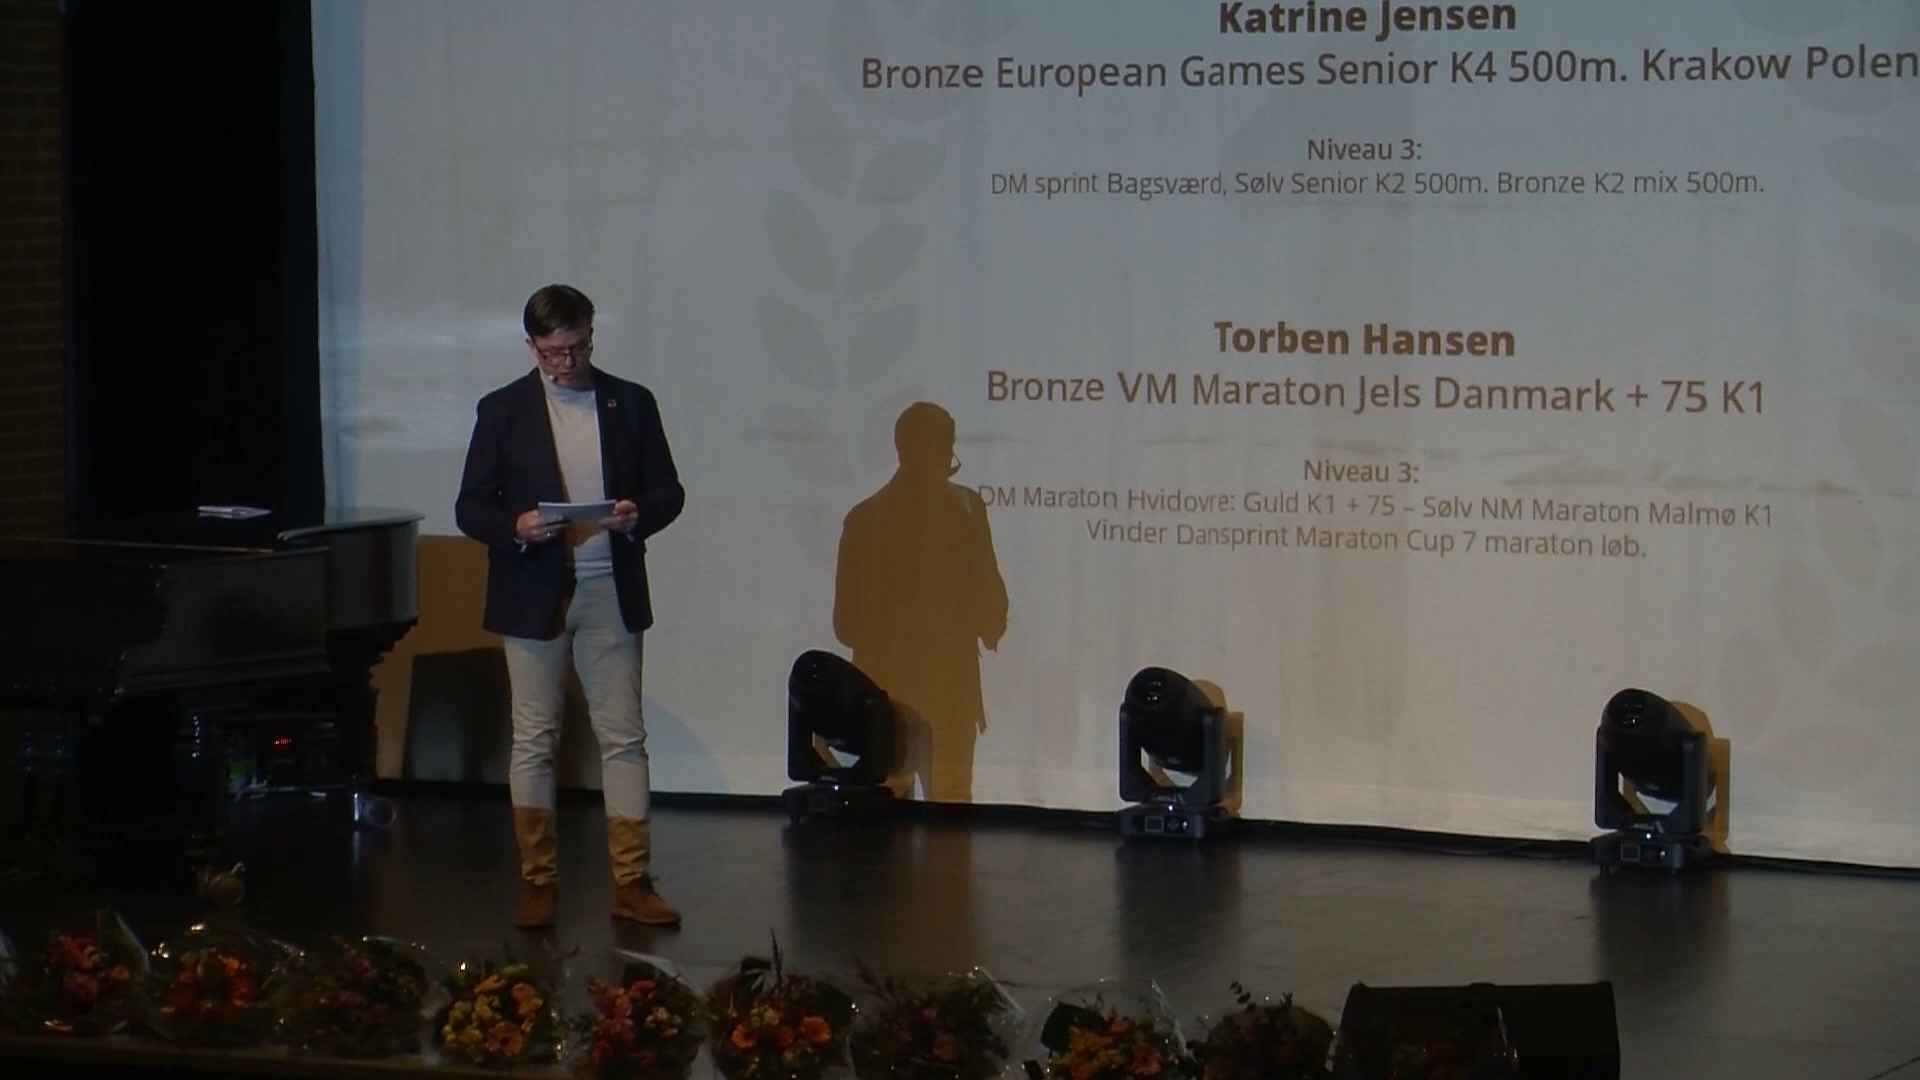 Katrine Jensen
Bronze European Games Senior K4 500m. Krakow Polen
Niveau 3:
DM sprint Bagsværd, Sølv Senior K2 500m. Bronze K2 mix 500m.
Torben Hansen
Bronze VM Maraton Jels Danmark + 75 K1
Niveau 3:
DM Maraton Hvidovre: Guld K1 + 75 – Sølv NM Maraton Malmø K1
Vinder Dansprint Maraton Cup 7 maraton løb.